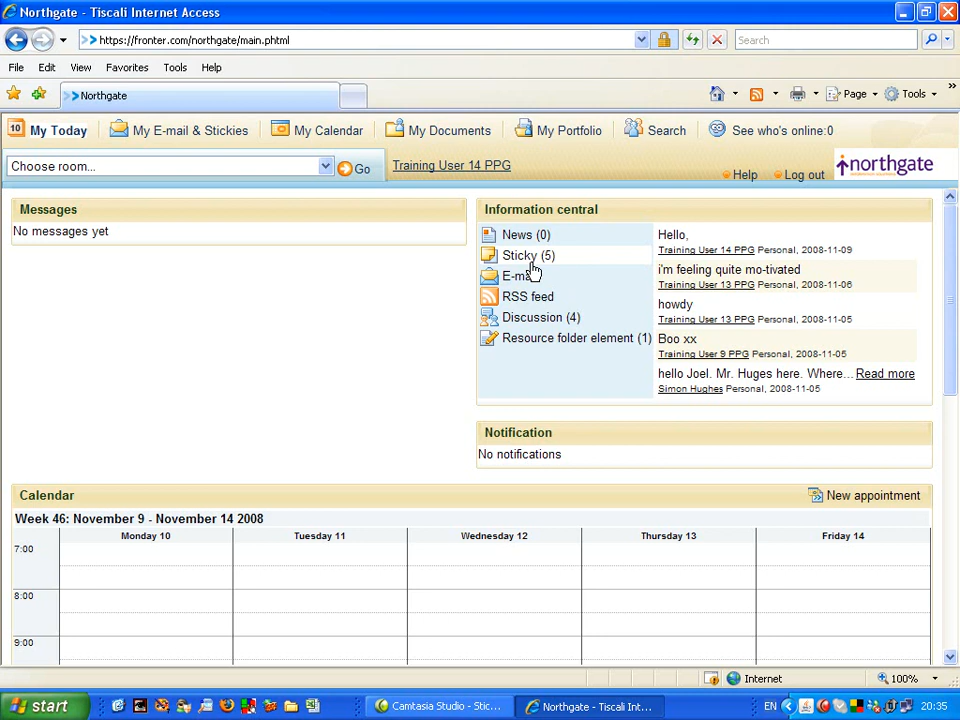 Northgate - Tiscali Internet Access
https://fronter.com/northgate/main.phtml
Search
File Edit View Favorites Tools Help
Northgate
Page Tools
10 My Today My E-mail & Stickies My Calendar My Documents My Portfolio Search See who's online:0
Choose room... Go Training User 14 PPG Help Log out northgate
Messages
No messages yet
Information central
News (0)
Sticky (5)
E-ma
RSS feed
Discussion (4)
Resource folder element (1)
Hello,
Training User 14 PPG Personal, 2008-11-09
i'm feeling quite mo-tivated
Training User 13 PPG Personal, 2008-11-06
howdy
Training User 13 PPG Personal, 2008-11-05
Boo xx
Training User 9 PPG Personal, 2008-11-05
hello Joel. Mr. Huges here. Where... Read more
Simon Hughes Personal, 2008-11-05
Notification
No notifications
Calendar New appointment
Week 46: November 9 - November 14 2008
Monday 10 Tuesday 11 Wednesday 12 Thursday 13 Friday 14
7:00
8:00
9:00
Internet 100%
start Camtasia Studio - Stic... Northgate - Tiscali Int... EN 20:35